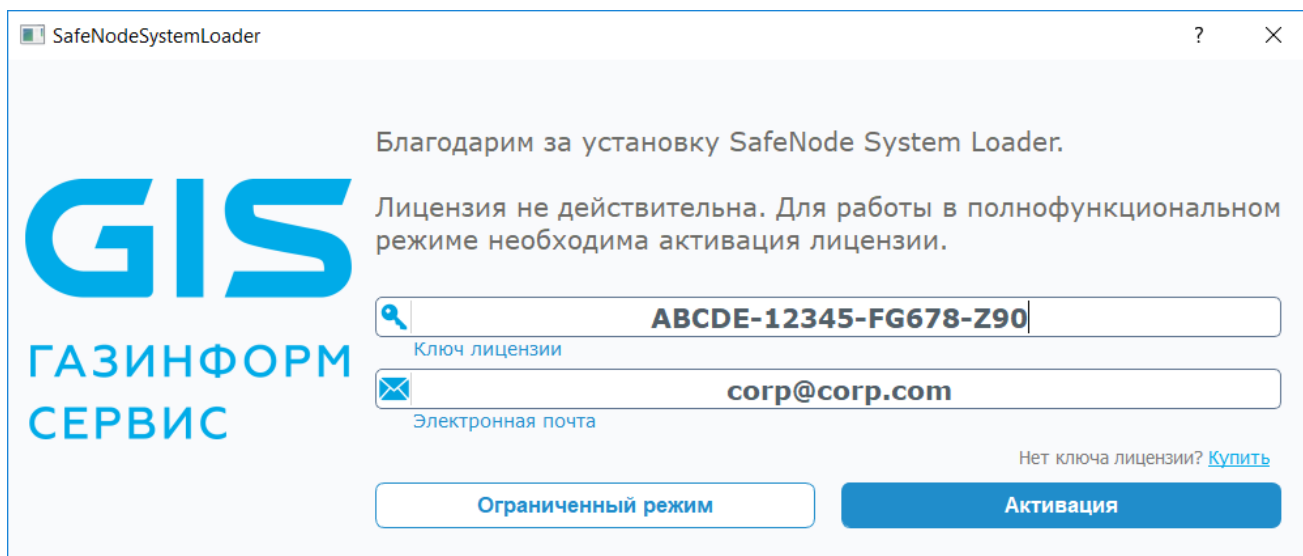 SafeNodeSystemLoader
?
Благодарим за установку SafeNode System Loader.
Лицензия не действительна. Для работы в полнофункциональном
режиме необходима активация лицензии.
GIS
ГАЗИНФОРМ
СЕРВИС
ABCDE-12345-FG678-Z90
Ключ лицензии
corp@corp.com
Электронная почта
Нет ключа лицензии? Купить
Ограниченный режим
Активация